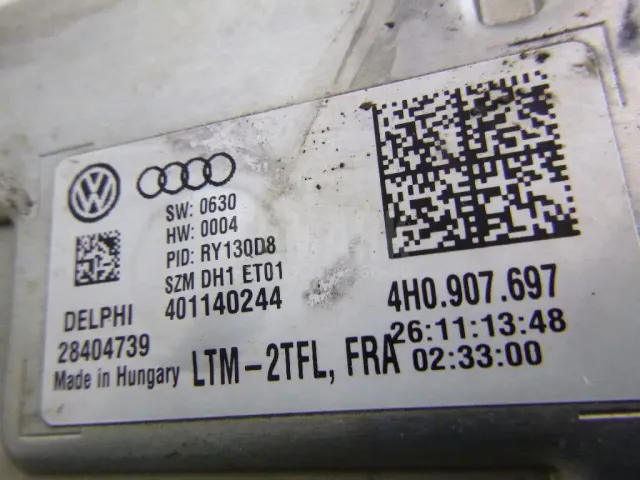 SW: 0630
HW: 0004
PID: RY130D8
SZM DH1 ET01
401140244
DELPHI
28404739
Made in Hungary
LTM-2TFL, FRA
4H0.907.697
26:11:13:48
02:33:00